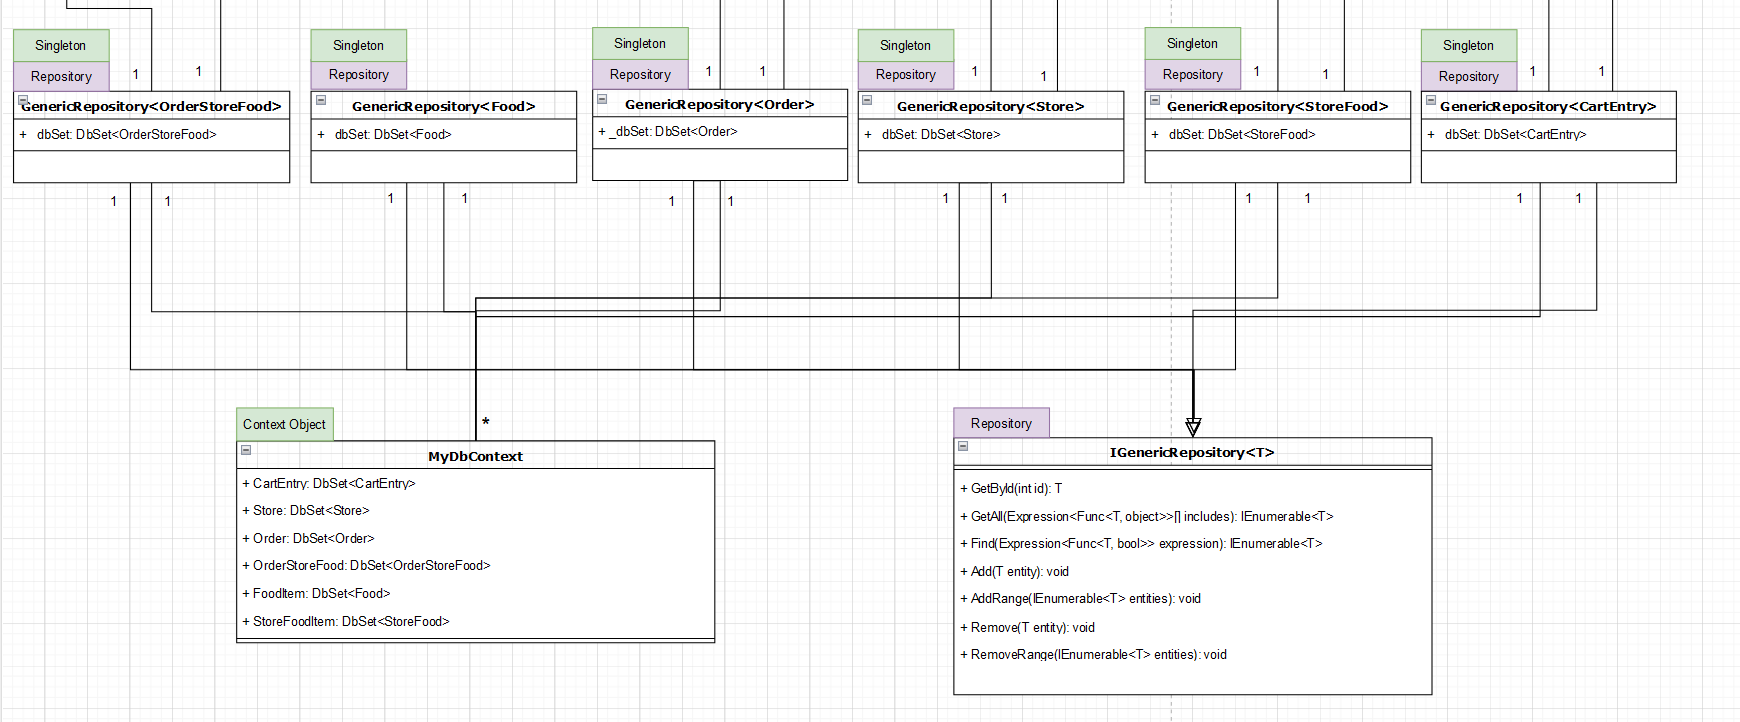 Singleton
Repository
1
1
GenericRepository<OrderStoreFood>
+ _dbSet: DbSet<OrderStoreFood>
1
1
Singleton
Repository
GenericRepository<Food>
+ _dbSet: DbSet<Food>
1
1
Singleton
Repository
1
1
GenericRepository<Order>
+ _dbSet: DbSet<Order>
1
1
Singleton
Repository
1
1
GenericRepository<Store>
+ _dbSet: DbSet<Store>
1
1
Singleton
Repository
1
1
GenericRepository<StoreFood>
+ _dbSet: DbSet<StoreFood>
1
1
Singleton
Repository
1
1
GenericRepository<CartEntry>
+ _dbSet: DbSet<CartEntry>
1
1
Context Object
*
MyDbContext
+ CartEntry: DbSet<CartEntry>
+ Store: DbSet<Store>
+ Order: DbSet<Order>
+ OrderStoreFood: DbSet<OrderStoreFood>
+ FoodItem: DbSet<Food>
+ StoreFoodItem: DbSet<StoreFood>
Repository
IGenericRepository<T>
+ GetById(int id): T
+ GetAll(Expression<Func<T, object>>[] includes): IEnumerable<T>
+ Find(Expression<Func<T, bool>> expression): IEnumerable<T>
+ Add(T entity): void
+ AddRange(IEnumerable<T> entities): void
+ Remove(T entity): void
+ RemoveRange(IEnumerable<T> entities): void